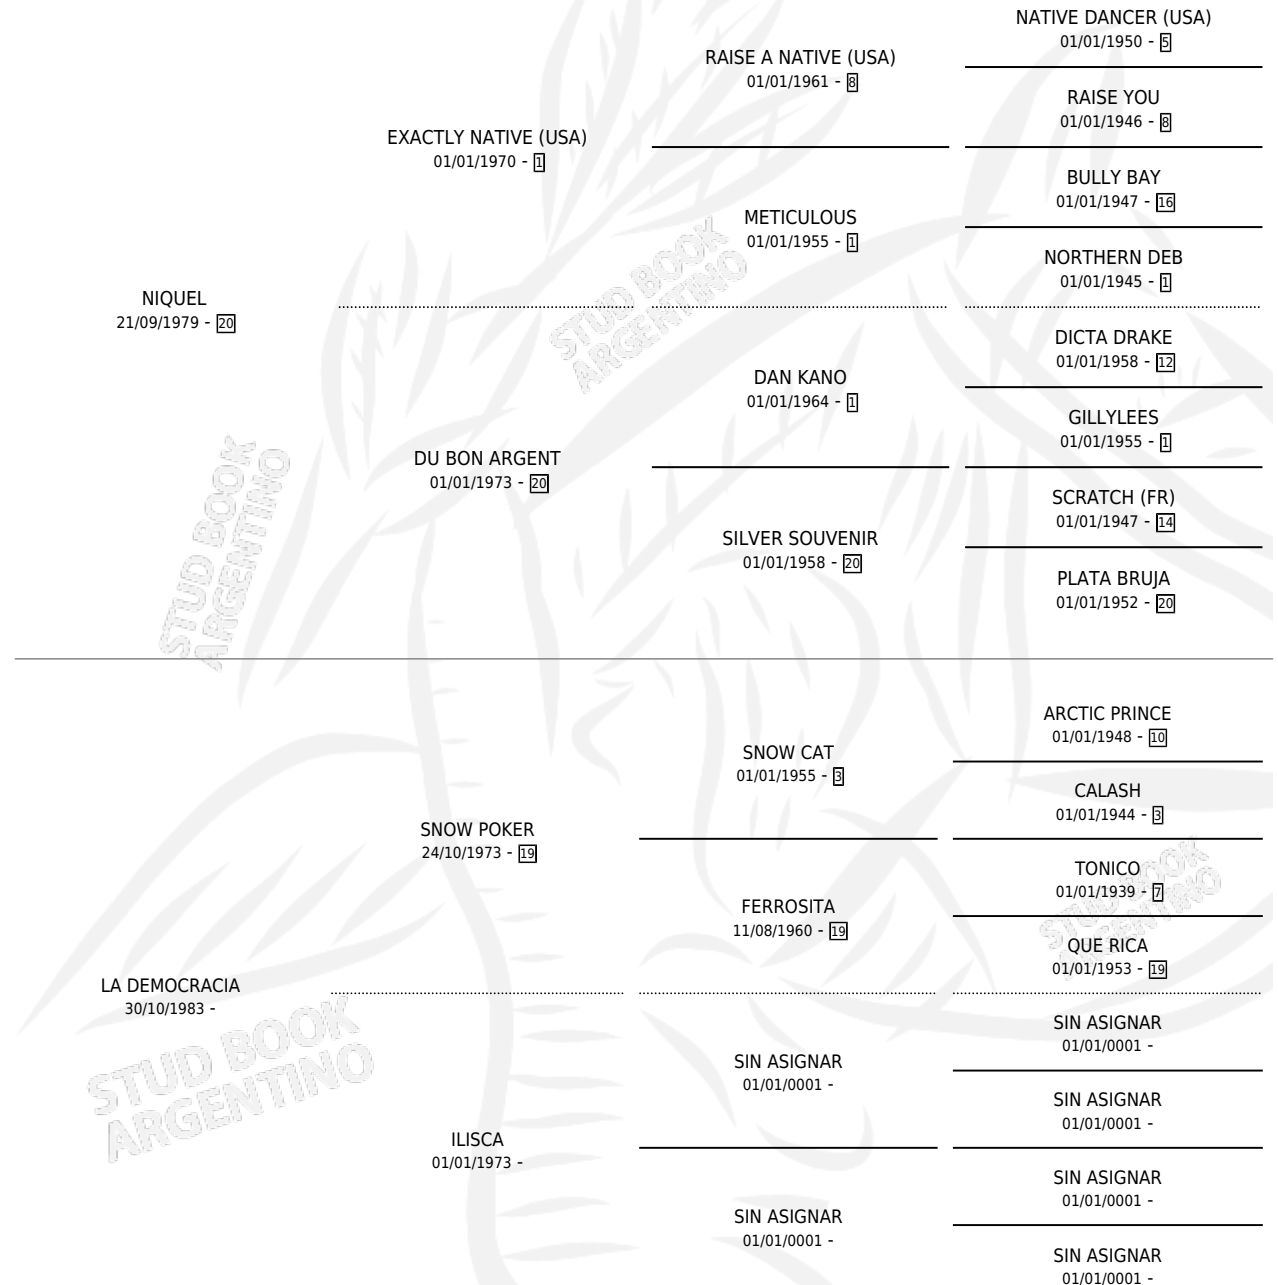 NATIVE DANCER (USA)
01/01/1950 - 5
RAISE A NATIVE (USA)
01/01/1961 - 8
RAISE YOU
01/01/1946 - 8
EXACTLY NATIVE (USA)
01/01/1970 - 1
BULLY BAY
01/01/1947 - 16
METICULOUS
01/01/1955 - 1
NORTHERN DEB
01/01/1945 - 1
NIQUEL
21/09/1979 - 20
DICTA DRAKE
01/01/1958 - 12
DAN KANO
01/01/1964 - 1
GILLYLEES
01/01/1955 - 1
DU BON ARGENT
01/01/1973 - 20
SCRATCH (FR)
01/01/1947 - 14
SILVER SOUVENIR
01/01/1958 - 20
PLATA BRUJA
01/01/1952 - 20
ARCTIC PRINCE
01/01/1948 - 10
SNOW CAT
01/01/1955 - 3
CALASH
01/01/1944 - 3
SNOW POKER
24/10/1973 - 19
TONICO
01/01/1939 - 7
FERROSITA
11/08/1960 - 19
QUE RICA
01/01/1953 - 19
LA DEMOCRACIA
30/10/1983 -
SIN ASIGNAR
01/01/0001 -
SIN ASIGNAR
01/01/0001 -
SIN ASIGNAR
01/01/0001 -
ILISCA
01/01/1973 -
SIN ASIGNAR
01/01/0001 -
SIN ASIGNAR
01/01/0001 -
SIN ASIGNAR
01/01/0001 -
STUD BOOK
ARGENTINO
STUD BOOK
ARGENTINO
STUD BOOK
ARGENTINO
STUD BOOK
ARGENTINO